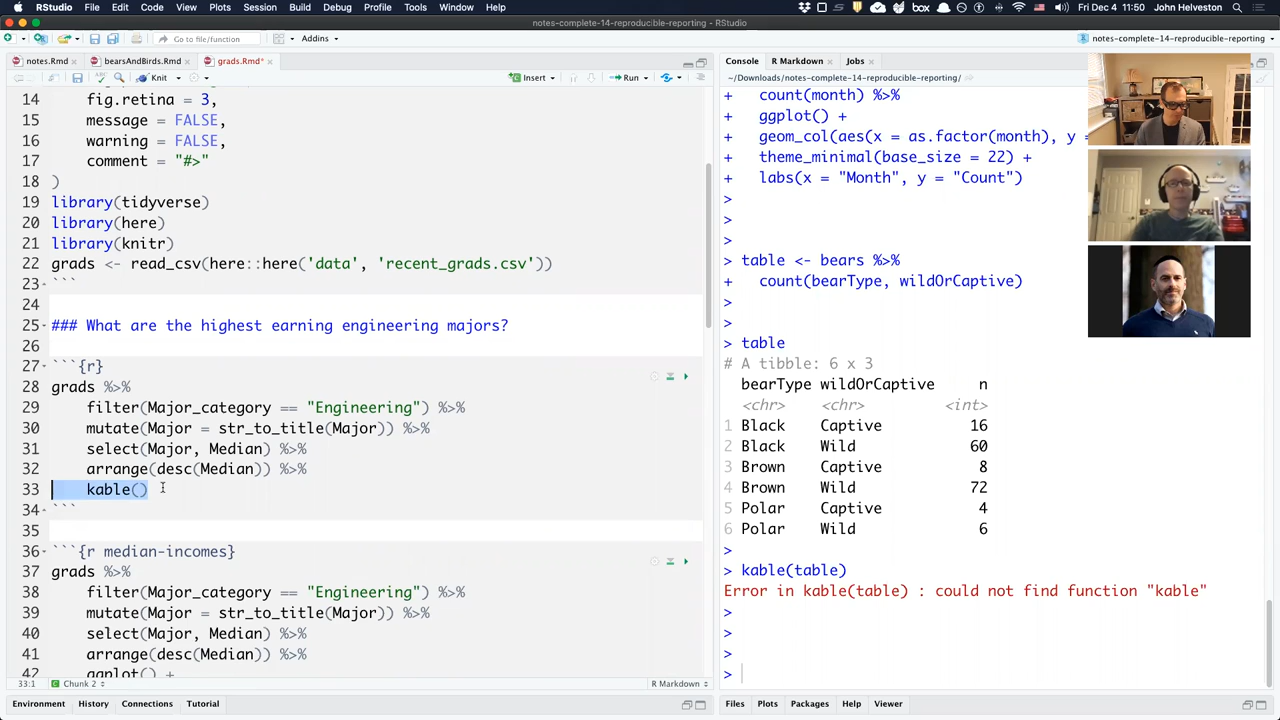 RStudio File Edit Code View Plots Session Build Debug Profile Tools Window Help
box
Fri Dec 4 11:50 John Helveston
notes-complete-14-reproducible-reporting - RStudio
Go to file/function
Addins
notes-complete-14-reproducible-reporting
notes.Rmd
bearsAndBirds.Rmd
grads.Rmd*
Knit
Insert
Run
14 fig.retina = 3,
15 message = FALSE,
16 warning = FALSE,
17 comment = "#>"
18 )
19 library(tidyverse)
20 library(here)
21 library(knitr)
22 grads <- read_csv(here::here('data', 'recent_grads.csv'))
23 ```
24
25 ### What are the highest earning engineering majors?
26
27 ```{r}
28 grads %>%
29 filter(Major_category == "Engineering") %>%
30 mutate(Major = str_to_title(Major)) %>%
31 select(Major, Median) %>%
32 arrange(desc(Median)) %>%
33 kable()
34 ```
35
36 ```{r median-incomes}
37 grads %>%
38 filter(Major_category == "Engineering") %>%
39 mutate(Major = str_to_title(Major)) %>%
40 select(Major, Median) %>%
41 arrange(desc(Median)) %>%
42 ggplot() +
33:1 Chunk 2
R Markdown
Environment History Connections Tutorial
Console R Markdown Jobs
~/Downloads/notes-complete-14-reproducible-reporting/
+ count(month) %>%
+ ggplot() +
+ geom_col(aes(x = as.factor(month), y =
+ theme_minimal(base_size = 22) +
+ labs(x = "Month", y = "Count")
>
>
>
> table <- bears %>%
+ count(bearType, wildOrCaptive)
>
>
> table
# A tibble: 6 x 3
bearType wildOrCaptive n
<chr> <chr> <int>
1 Black Captive 16
2 Black Wild 60
3 Brown Captive 8
4 Brown Wild 72
5 Polar Captive 4
6 Polar Wild 6
>
> kable(table)
Error in kable(table) : could not find function "kable"
>
>
>
>
Files Plots Packages Help Viewer